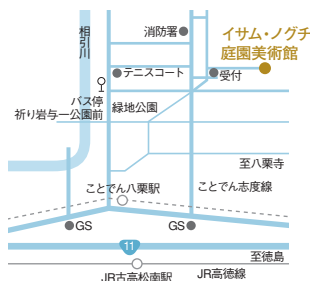 消防署
イサム・ノグチ
庭園美術館
相引川
テニスコート
受付
バス停
祈り岩与一公園前
緑地公園
至八栗寺
ことでん八栗駅
ことでん志度線
GS
GS
11
至徳島
JR古高松南駅
JR高徳線